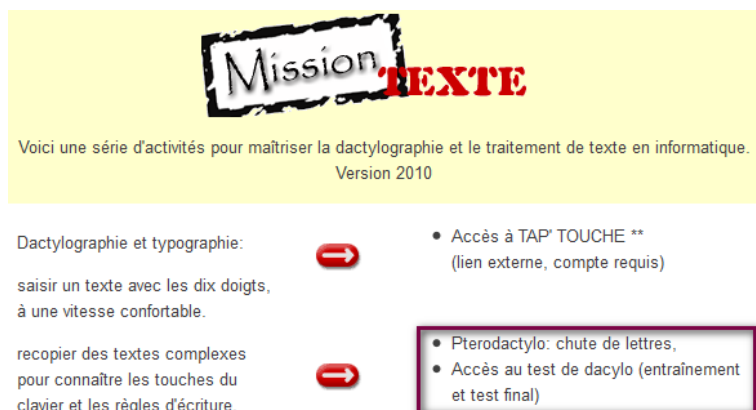 Mission TEXTE
Voici une série d'activités pour maîtriser la dactylographie et le traitement de texte en informatique.
Version 2010
Dactylographie et typographie:
saisir un texte avec les dix doigts,
à une vitesse confortable.
● Accès à TAP' TOUCHE **
(lien externe, compte requis)
recopier des textes complexes
pour connaître les touches du
clavier et les règles d'écriture
● Pterodactylo: chute de lettres,
● Accès au test de dacylo (entraînement
et test final)